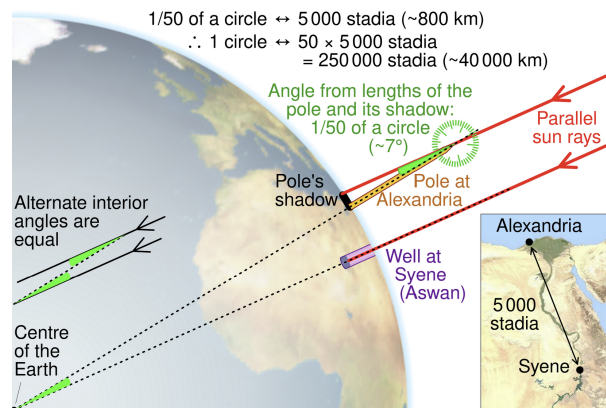 1/50 of a circle ↔ 5 000 stadia (~800 km)
∴ 1 circle ↔ 50 × 5 000 stadia
= 250 000 stadia (~40 000 km)
Angle from lengths of the
pole and its shadow:
1/50 of a circle
(~7°)
Parallel
sun rays
Pole's
shadow
Pole at
Alexandria
Alternate interior
angles are
equal
Well at
Syene
(Aswan)
Centre
of the
Earth
Alexandria
5 000
stadia
Syene